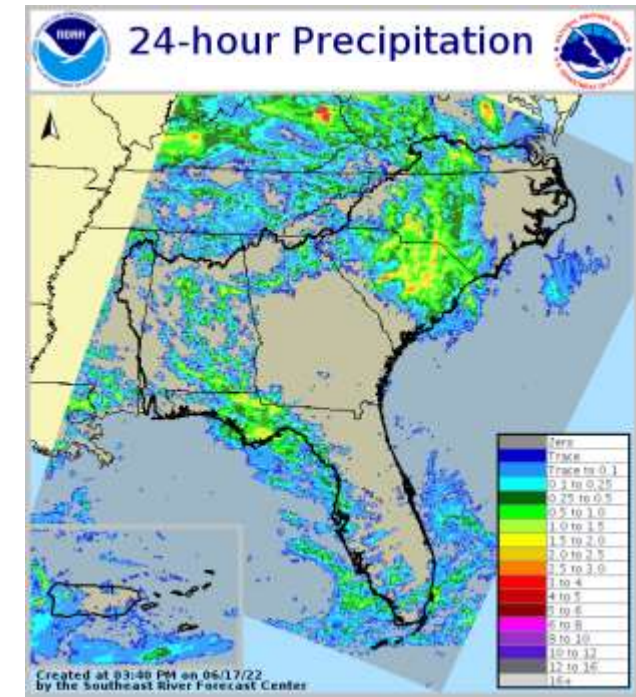 NOAA
24-hour Precipitation
Zero
Trace
Trace to 0.1
0.1 to 0.25
0.25 to 0.5
0.5 to 1.0
1.0 to 1.5
1.5 to 2.0
2.0 to 2.5
2.5 to 3.0
3 to 4
4 to 5
5 to 6
6 to 8
8 to 10
10 to 12
12 to 16
16+
Created at 03:40 PM on 06/17/22
by the Southeast River Forecast Center